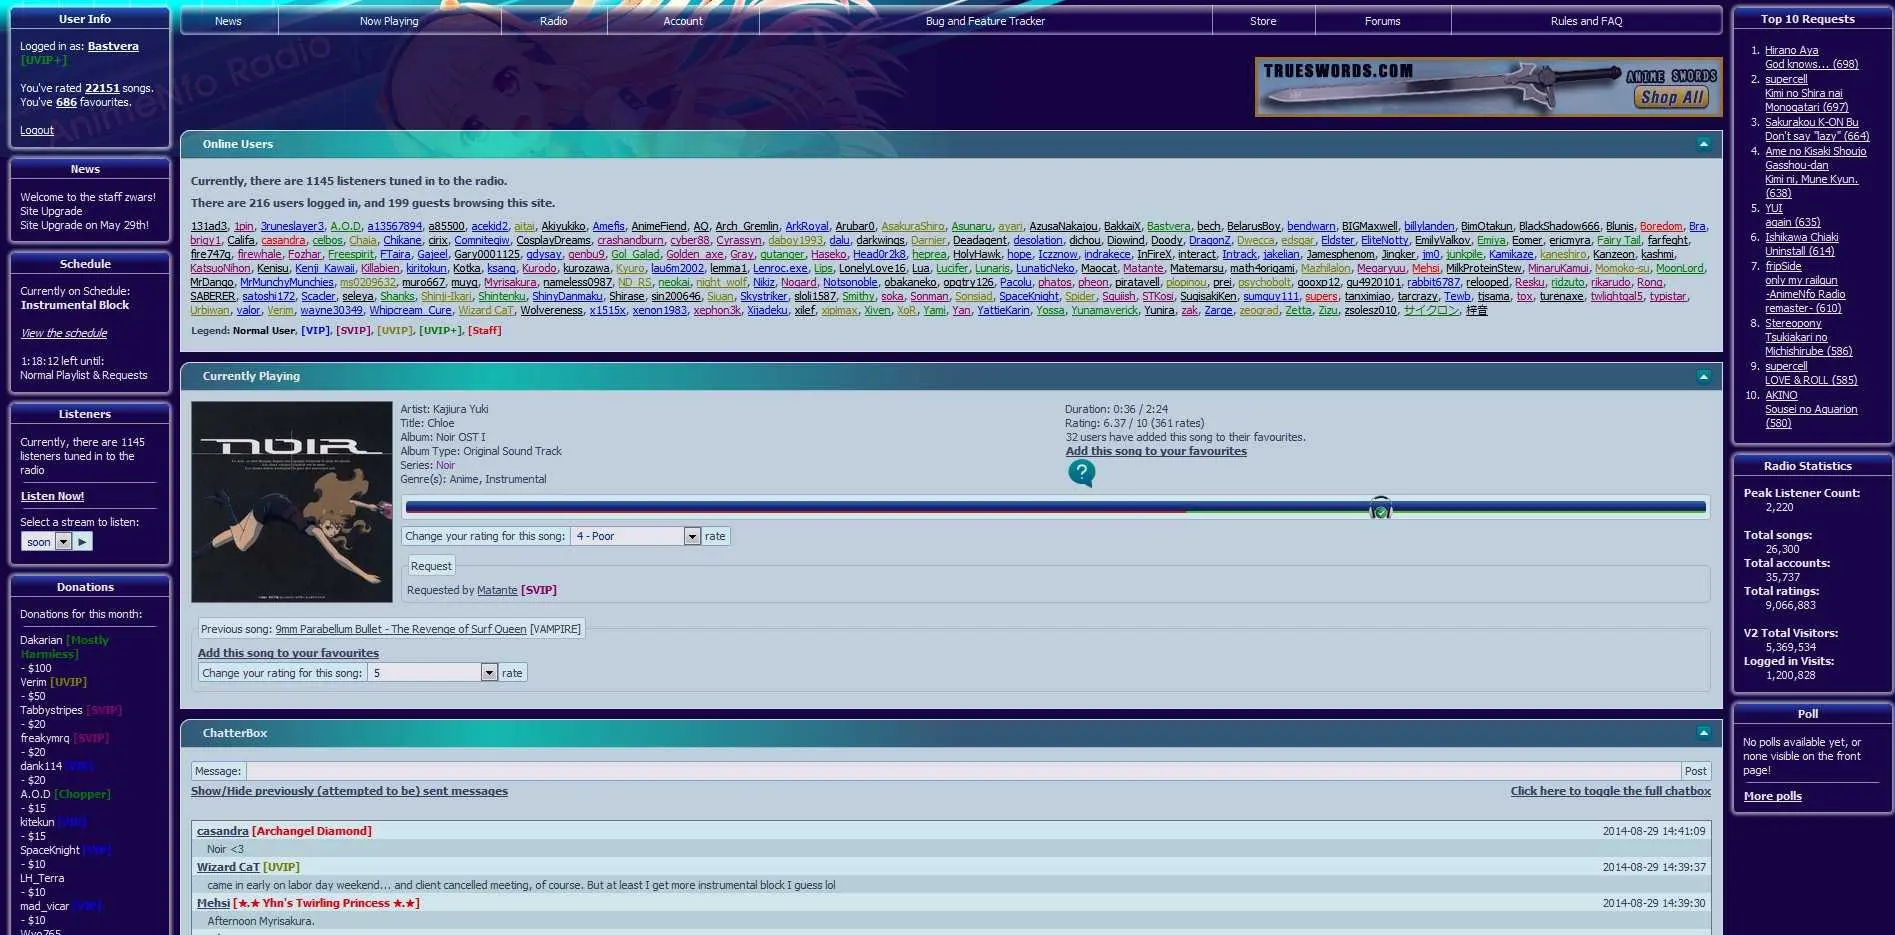 User Info
Logged in as: Bastvera
[UVIP+]
You've rated 22151 songs.
You've 686 favourites.
Logout
News
Welcome to the staff zwars!
Site Upgrade
Site Upgrade on May 29th!
Schedule
Currently on Schedule:
Instrumental Block
View the schedule
1:18:12 left until:
Normal Playlist & Requests
Listeners
Currently, there are 1145
listeners tuned in to the
radio
Listen Now!
Select a stream to listen:
soon
Donations
Donations for this month:
Dakarian [Mostly
Harmless]
- $100
Verim [UVIP]
- $50
Tabbystripes [SVIP]
- $20
freakymrq [SVIP]
- $20
dank114 [VIP]
- $20
A.O.D [Chopper]
- $15
kitekun [VIP]
- $15
SpaceKnight [VIP]
- $10
LH_Terra
- $10
mad_vicar [VIP]
- $10
Wyo765
News Now Playing Radio Account Bug and Feature Tracker Store Forums Rules and FAQ
AnimeNfo Radio
TRUESWORDS.COM ANIME SWORDS
Shop All
Online Users
Currently, there are 1145 listeners tuned in to the radio.
There are 216 users logged in, and 199 guests browsing this site.
131ad3, 1pin, 3runeslayer3, A.O.D, a13567894, a85500, acekid2, aitai, Akiyukiko, Amefis, AnimeFiend, AQ, Arch_Gremlin, ArkRoyal, Arubar0, AsakuraShiro, Asunaru, ayari, AzusaNakajou, BakkaiX, Bastvera, bech, BelarusBoy, bendwarn, BIGMaxwell, billylanden, BimOtakun, BlackShadow666, Blunis, Boredom, Bra,
brigy1, Califa, casandra, celbos, Chaia, Chikane, cirix, Comnitegiw, CosplayDreams, crashandburn, cyber88, Cyrassyn, daboy1993, dalu, darkwings, Darnier, Deadagent, desolation, dichou, Diowind, Doody, DragonZ, Dwecca, edsgar, Eldster, EliteNotty, EmilyValkov, Emiya, Eomer, ericmyra, Fairy Tail, farfeght,
fire747g, firewhale, Fozhar, Freespirit, FTaira, Gajeel, Gary0001125, gdysay, genbu9, Gol_Galad, Golden_axe, Gray, gutanger, Haseko, Head0r2k8, heprea, HolyHawk, hope, Iczznow, indrakece, InFireX, interact, Intrack, jakelian, Jamesphenom, Jingker, jm0, junkpile, Kamikaze, kaneshiro, Kanzeon, kashmi,
KatsuoNihon, Kenisu, Kenji_Kawaii, Killabien, kiritokun, Kotka, ksang, Kurodo, kurozawa, Kyuro, lau6m2002, lemma1, Lenroc.exe, Lips, LonelyLove16, Lua, Lucifer, Lunaris, LunaticNeko, Maocat, Matante, Matemarsu, math4origami, Mazhilalon, Megaryuu, Mehsi, MilkProteinStew, MinaruKamui, Momoko-su, MoonLord,
MrDango, MrMunchyMunchies, ms0209632, muro667, muyg, Myrisakura, nameless0987, ND_RS, neokai, night_wolf, Nikiz, Nogard, Notsonoble, obakaneko, opgtry126, Pacolu, phatos, pheon, piratavell, plopinou, prei, psychobolt, qooxp12, qu4920101, rabbit6787, relooped, Resku, ridzuto, rikarudo, Rong,
SABERER, satoshi172, Scacler, seleya, Shanks, Shinji-Ikari, Shintenku, ShinyDanmaku, Shirase, sin200646, Siuan, Skystriker, sloli1587, Smithy, soka, Sonman, Sonsiad, SpaceKnight, Spider, Squish, STKosi, SugisakiKen, sumguy111, supers, tanximiao, tarcrazy, Tewb, tjsama, tox, turenaxe, twlightgal5, typistar,
Urbiwan, valor, Verim, wayne30349, Whipcream_Cure, Wizard CaT, Wolvereness, x1515x, xenon1983, xephon3k, Xijadeku, xilef, xiplmax, Xiven, XoR, Yami, Yan, YattieKarin, Yossa, Yunamaverick, Yunira, zak, Zarge, zeograd, Zetta, Zizu, zsolesz010, サイクロン, 梓音
Legend: Normal User, [VIP], [SVIP], [UVIP], [UVIP+], [Staff]
Currently Playing
NOIR
Artist: Kajiura Yuki
Title: Chloe
Album: Noir OST I
Album Type: Original Sound Track
Series: Noir
Genre(s): Anime, Instrumental
Duration: 0:36 / 2:24
Rating: 6.37 / 10 (361 rates)
32 users have added this song to their favourites.
Add this song to your favourites
?
Change your rating for this song: 4 - Poor rate
Request
Requested by Matante [SVIP]
Previous song: 9mm Parabellum Bullet - The Revenge of Surf Queen [VAMPIRE]
Add this song to your favourites
Change your rating for this song: 5 rate
ChatterBox
Message: Post
Show/Hide previously (attempted to be) sent messages Click here to toggle the full chatbox
casandra [Archangel Diamond] 2014-08-29 14:41:09
Noir <3
Wizard CaT [UVIP] 2014-08-29 14:39:37
came in early on labor day weekend... and client cancelled meeting, of course. But at least I get more instrumental block I guess lol
Mehsi [★.★ Yhn's Twirling Princess ★.★] 2014-08-29 14:39:30
Afternoon Myrisakura.
Top 10 Requests
1. Hirano Aya
God knows... (698)
2. supercell
Kimi no Shira nai
Monogatari (697)
3. Sakurakou K-ON Bu
Don't say "lazy" (664)
4. Ame no Kisaki Shoujo
Gasshou-dan
Kimi ni, Mune Kyun.
(638)
5. YUI
again (635)
6. Ishikawa Chiaki
Uninstall (614)
7. fripSide
only my railgun
-AnimeNfo Radio
remaster- (610)
8. Stereopony
Tsukiakari no
Michishirube (586)
9. supercell
LOVE & ROLL (585)
10. AKINO
Sousei no Aquarion
(580)
Radio Statistics
Peak Listener Count:
2,220
Total songs:
26,300
Total accounts:
35,737
Total ratings:
9,066,883
V2 Total Visitors:
5,369,534
Logged in Visits:
1,200,828
Poll
No polls available yet, or
none visible on the front
page!
More polls